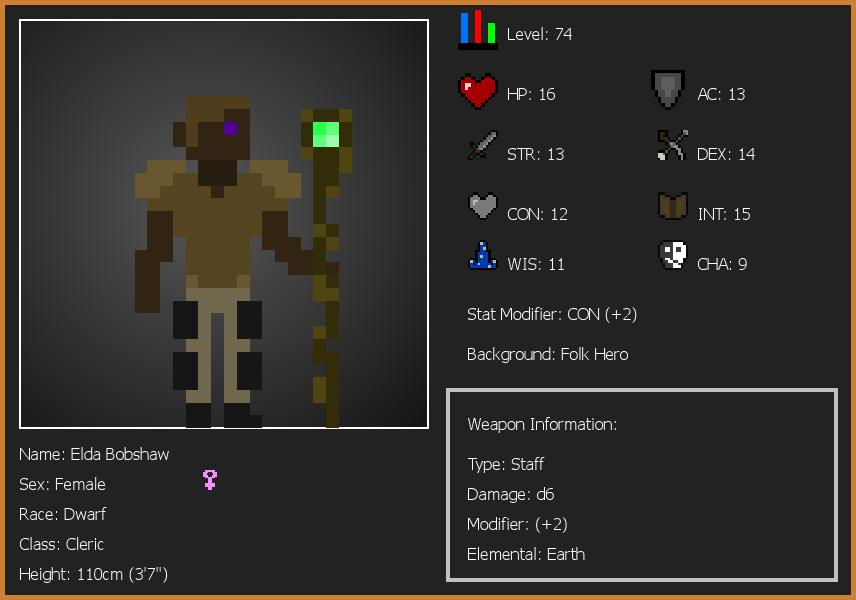 Level: 74
HP: 16
AC: 13
STR: 13
DEX: 14
CON: 12
INT: 15
WIS: 11
CHA: 9
Stat Modifier: CON (+2)
Background: Folk Hero
Weapon Information:
Type: Staff
Damage: d6
Modifier: (+2)
Elemental: Earth
Name: Elda Bobshaw
Sex: Female
Race: Dwarf
Class: Cleric
Height: 110cm (3'7")